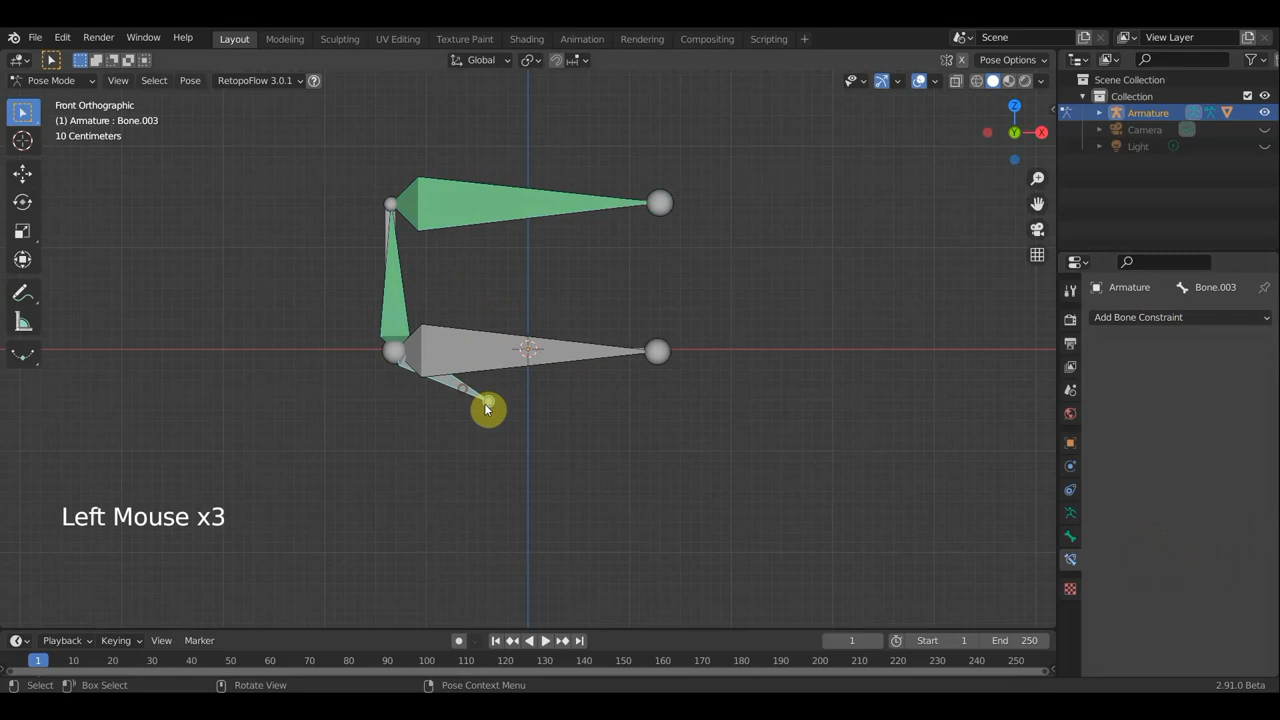 File Edit Render Window Help Layout Modeling Sculpting UV Editing Texture Paint Shading Animation Rendering Compositing Scripting + Scene View Layer
Global Pose Options
Pose Mode View Select Pose RetopoFlow 3.0.1 Scene Collection
Collection
Front Orthographic
(1) Armature : Bone.003 Armature
10 Centimeters Camera
Light
Z
X
Y
Armature Bone.003
Add Bone Constraint
Left Mouse x3
Playback Keying View Marker 1 Start 1 End 250
1 10 20 30 40 50 60 70 80 90 100 110 120 130 140 150 160 170 180 190 200 210 220 230 240 250
Select Box Select Rotate View Pose Context Menu 2.91.0 Beta